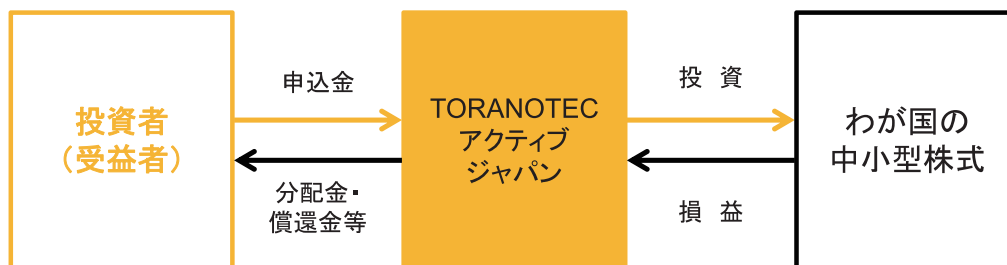 投資者
（受益者）
申込金
分配金・
償還金等
TORANOTEC
アクティブ
ジャパン
投 資
損 益
わが国の
中小型株式